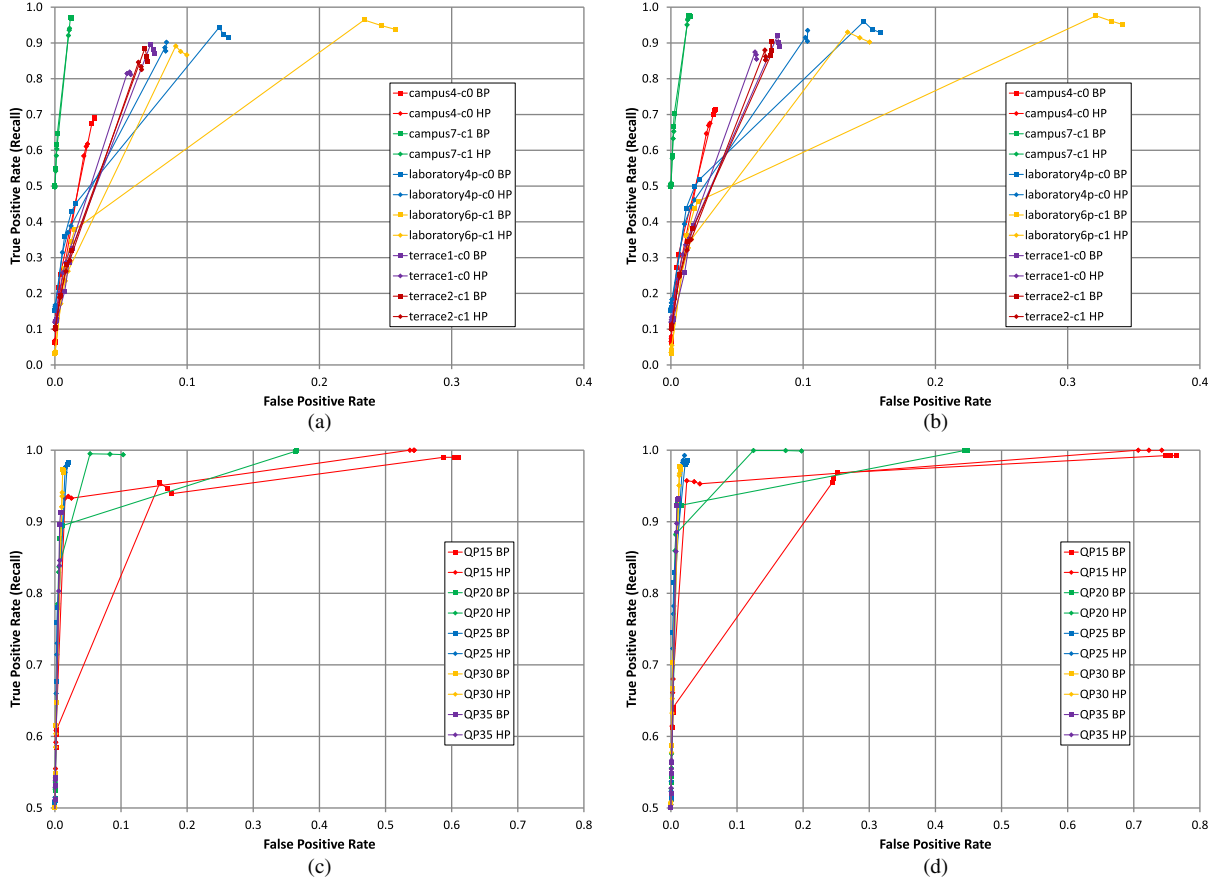 1.0
0.9
0.8
0.7
0.6
0.5
0.4
0.3
0.2
0.1
0.0
True Positive Rate (Recall)
0.0 0.1 0.2 0.3 0.4
False Positive Rate
campus4-c0 BP
campus4-c0 HP
campus7-c1 BP
campus7-c1 HP
laboratory4p-c0 BP
laboratory4p-c0 HP
laboratory6p-c1 BP
laboratory6p-c1 HP
terrace1-c0 BP
terrace1-c0 HP
terrace2-c1 BP
terrace2-c1 HP
(a)
1.0
0.9
0.8
0.7
0.6
0.5
0.4
0.3
0.2
0.1
0.0
True Positive Rate (Recall)
0.0 0.1 0.2 0.3 0.4
False Positive Rate
campus4-c0 BP
campus4-c0 HP
campus7-c1 BP
campus7-c1 HP
laboratory4p-c0 BP
laboratory4p-c0 HP
laboratory6p-c1 BP
laboratory6p-c1 HP
terrace1-c0 BP
terrace1-c0 HP
terrace2-c1 BP
terrace2-c1 HP
(b)
1.0
0.9
0.8
0.7
0.6
0.5
True Positive Rate (Recall)
0.0 0.1 0.2 0.3 0.4 0.5 0.6 0.7 0.8
False Positive Rate
QP15 BP
QP15 HP
QP20 BP
QP20 HP
QP25 BP
QP25 HP
QP30 BP
QP30 HP
QP35 BP
QP35 HP
(c)
1.0
0.9
0.8
0.7
0.6
0.5
True Positive Rate (Recall)
0.0 0.1 0.2 0.3 0.4 0.5 0.6 0.7 0.8
False Positive Rate
QP15 BP
QP15 HP
QP20 BP
QP20 HP
QP25 BP
QP25 HP
QP30 BP
QP30 HP
QP35 BP
QP35 HP
(d)